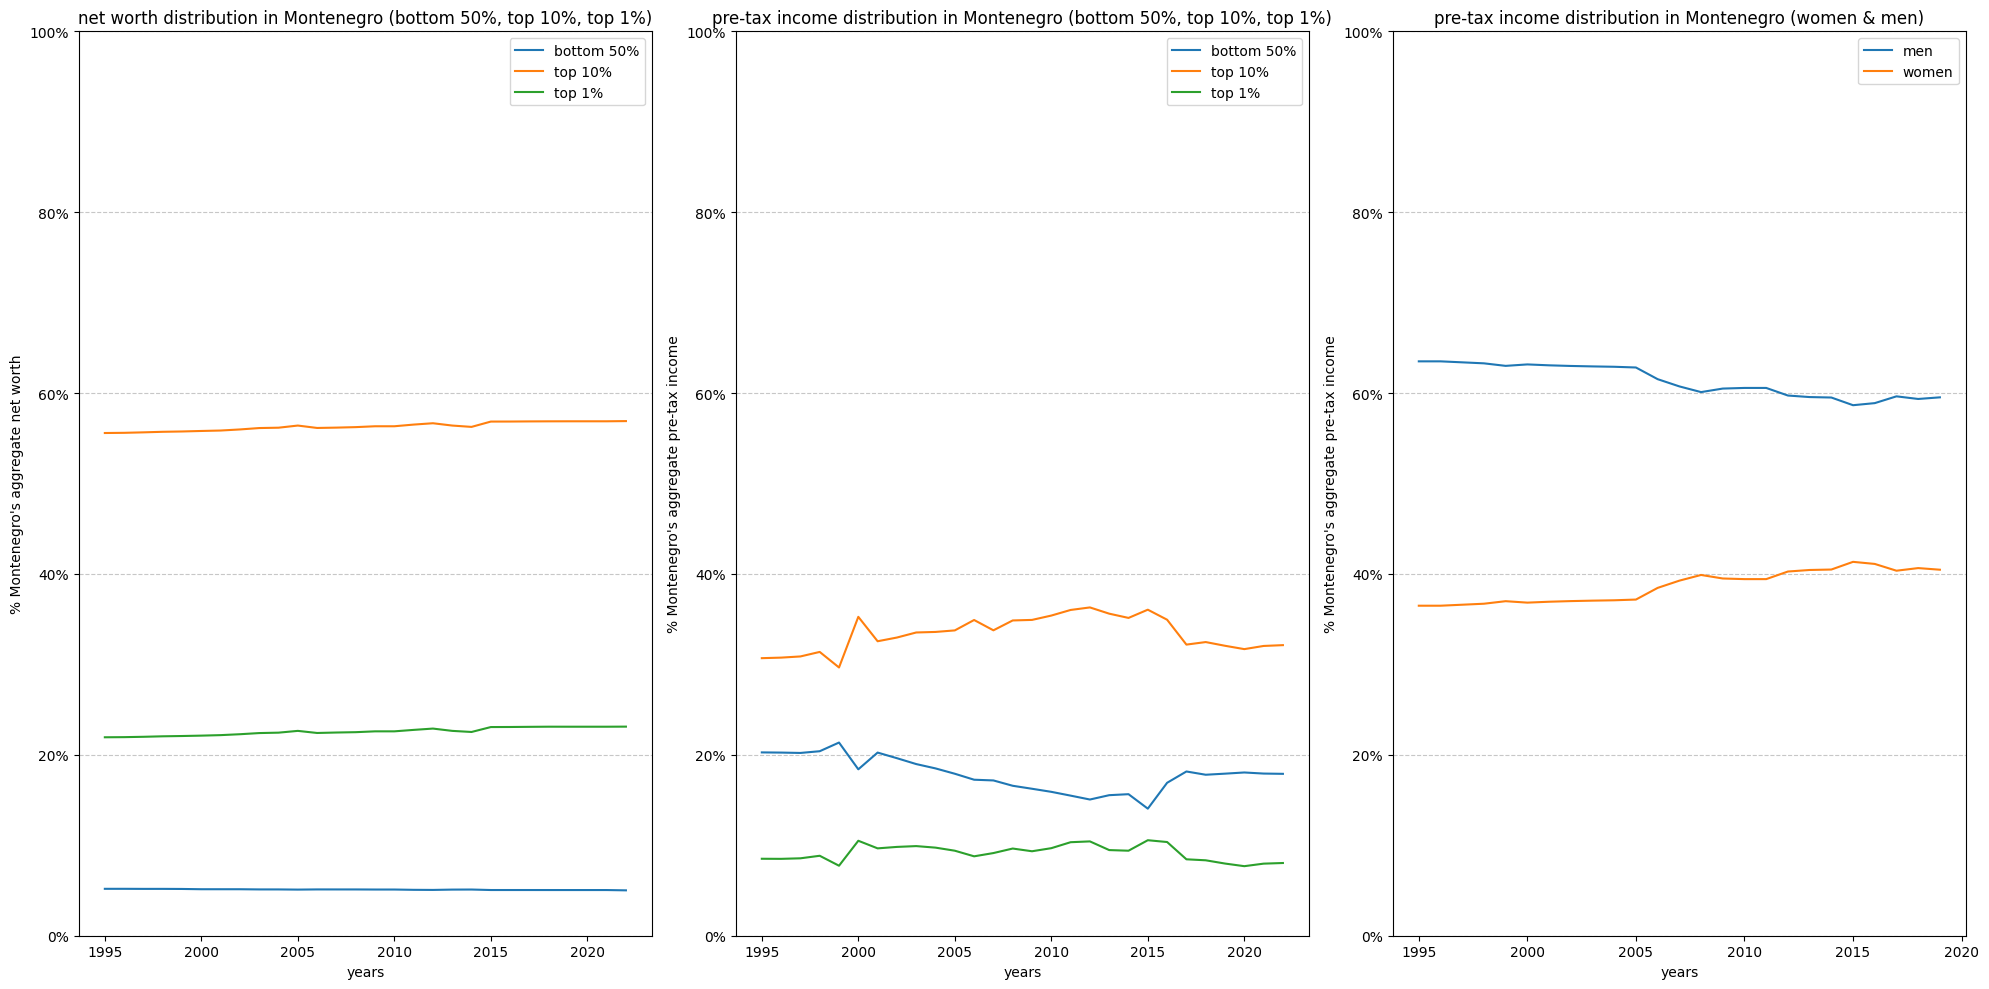 net worth distribution in Montenegro (bottom 50%, top 10%, top 1%)
100%
80%
60%
40%
20%
0%
% Montenegro's aggregate net worth
bottom 50%
top 10%
top 1%
1995 2000 2005 2010 2015 2020
years
pre-tax income distribution in Montenegro (bottom 50%, top 10%, top 1%)
100%
80%
60%
40%
20%
0%
% Montenegro's aggregate pre-tax income
bottom 50%
top 10%
top 1%
1995 2000 2005 2010 2015 2020
years
pre-tax income distribution in Montenegro (women & men)
100%
80%
60%
40%
20%
0%
% Montenegro's aggregate pre-tax income
men
women
1995 2000 2005 2010 2015 2020
years